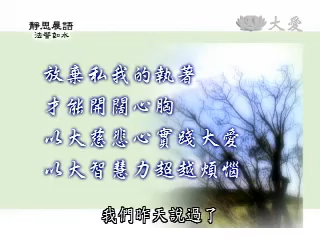 靜思晨語
法譬如水
大愛
放棄私我的執著
才能開闊心胸
以大慈悲心實踐大愛
以大智慧力超越煩惱
我們昨天說過了